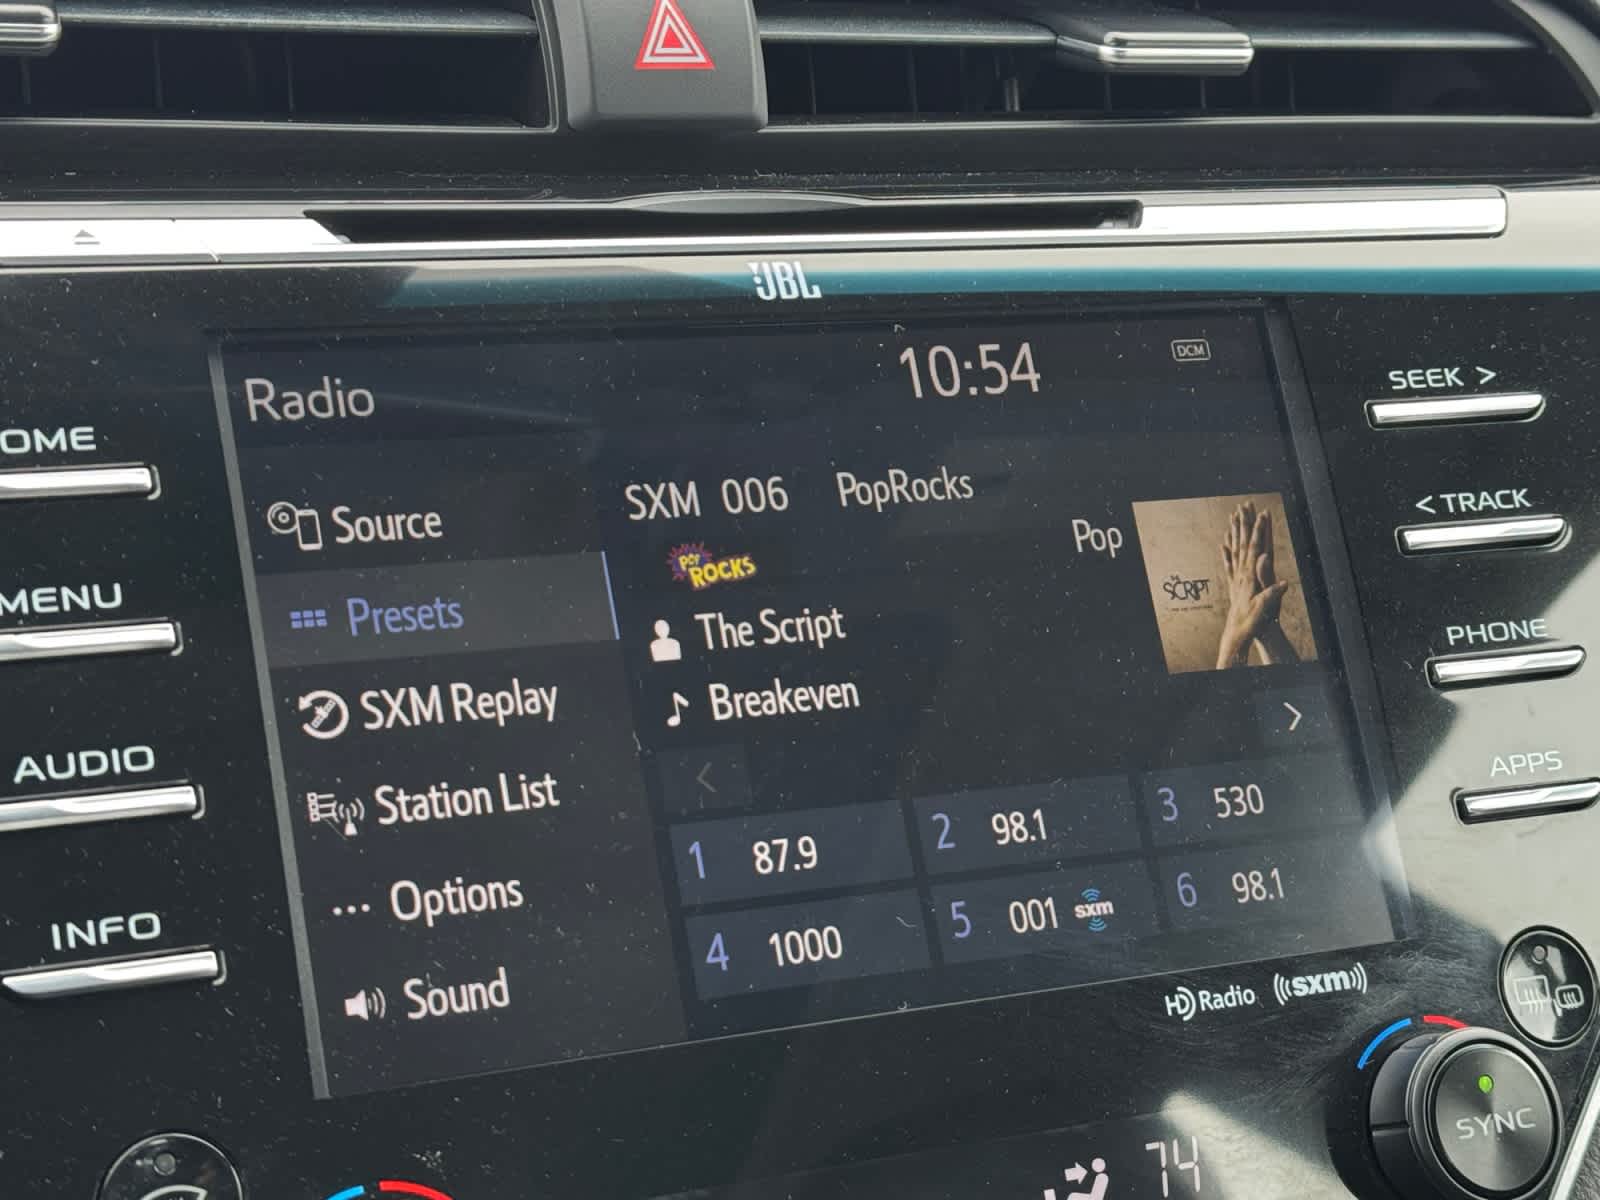 JBL
Radio
10:54
DCM
SEEK >
OME
< TRACK
SXM 006 PopRocks
Source
Pop
POP
ROCKS
THE
SCRIPT
MENU
Presets
The Script
PHONE
SXM Replay
Breakeven
>
AUDIO
<
APPS
Station List
1 87.9
2 98.1
3 530
Options
4 1000
5 001 sxm
6 98.1
INFO
Sound
HD Radio
((sxm))
SYNC
74